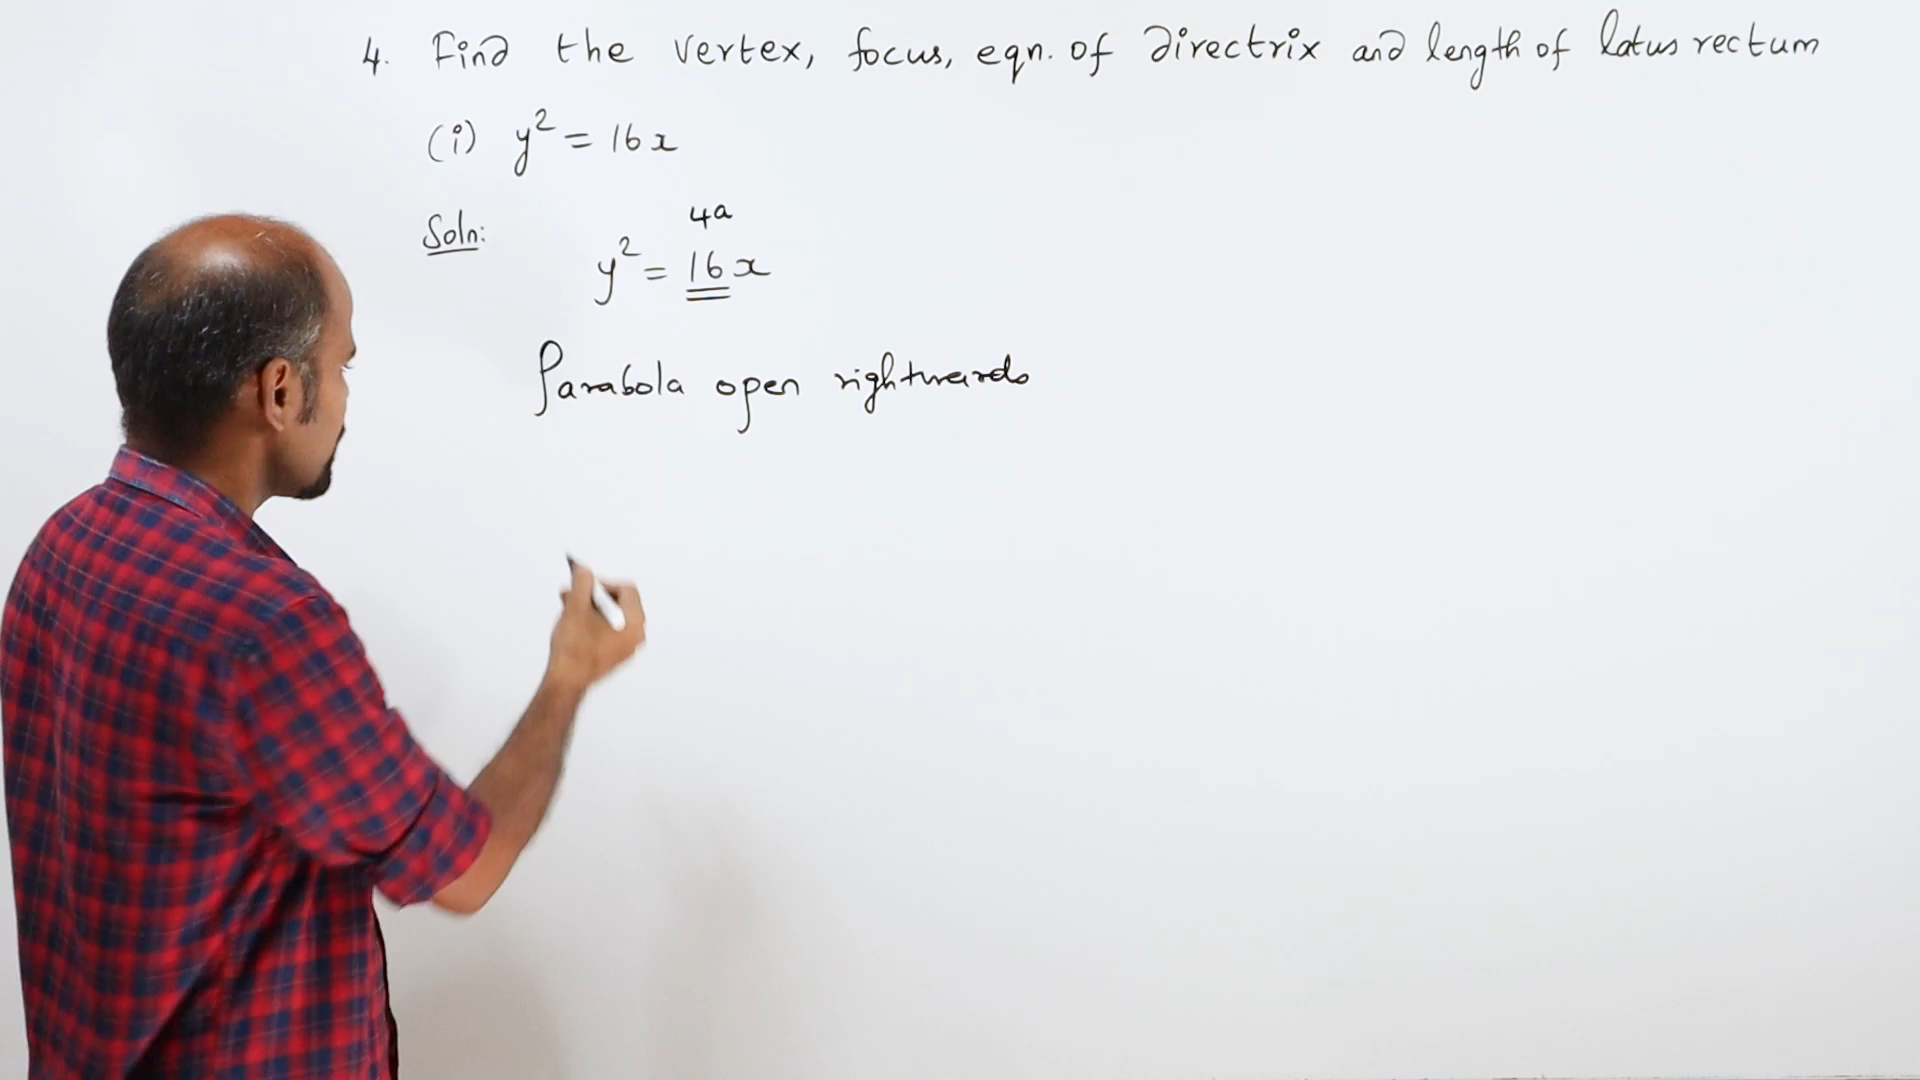 4. Find the vertex, focus, eqn. of directrix and length of latus rectum
(i) y² = 16x
Soln:
4a
y² = 16x
Parabola open rightwards